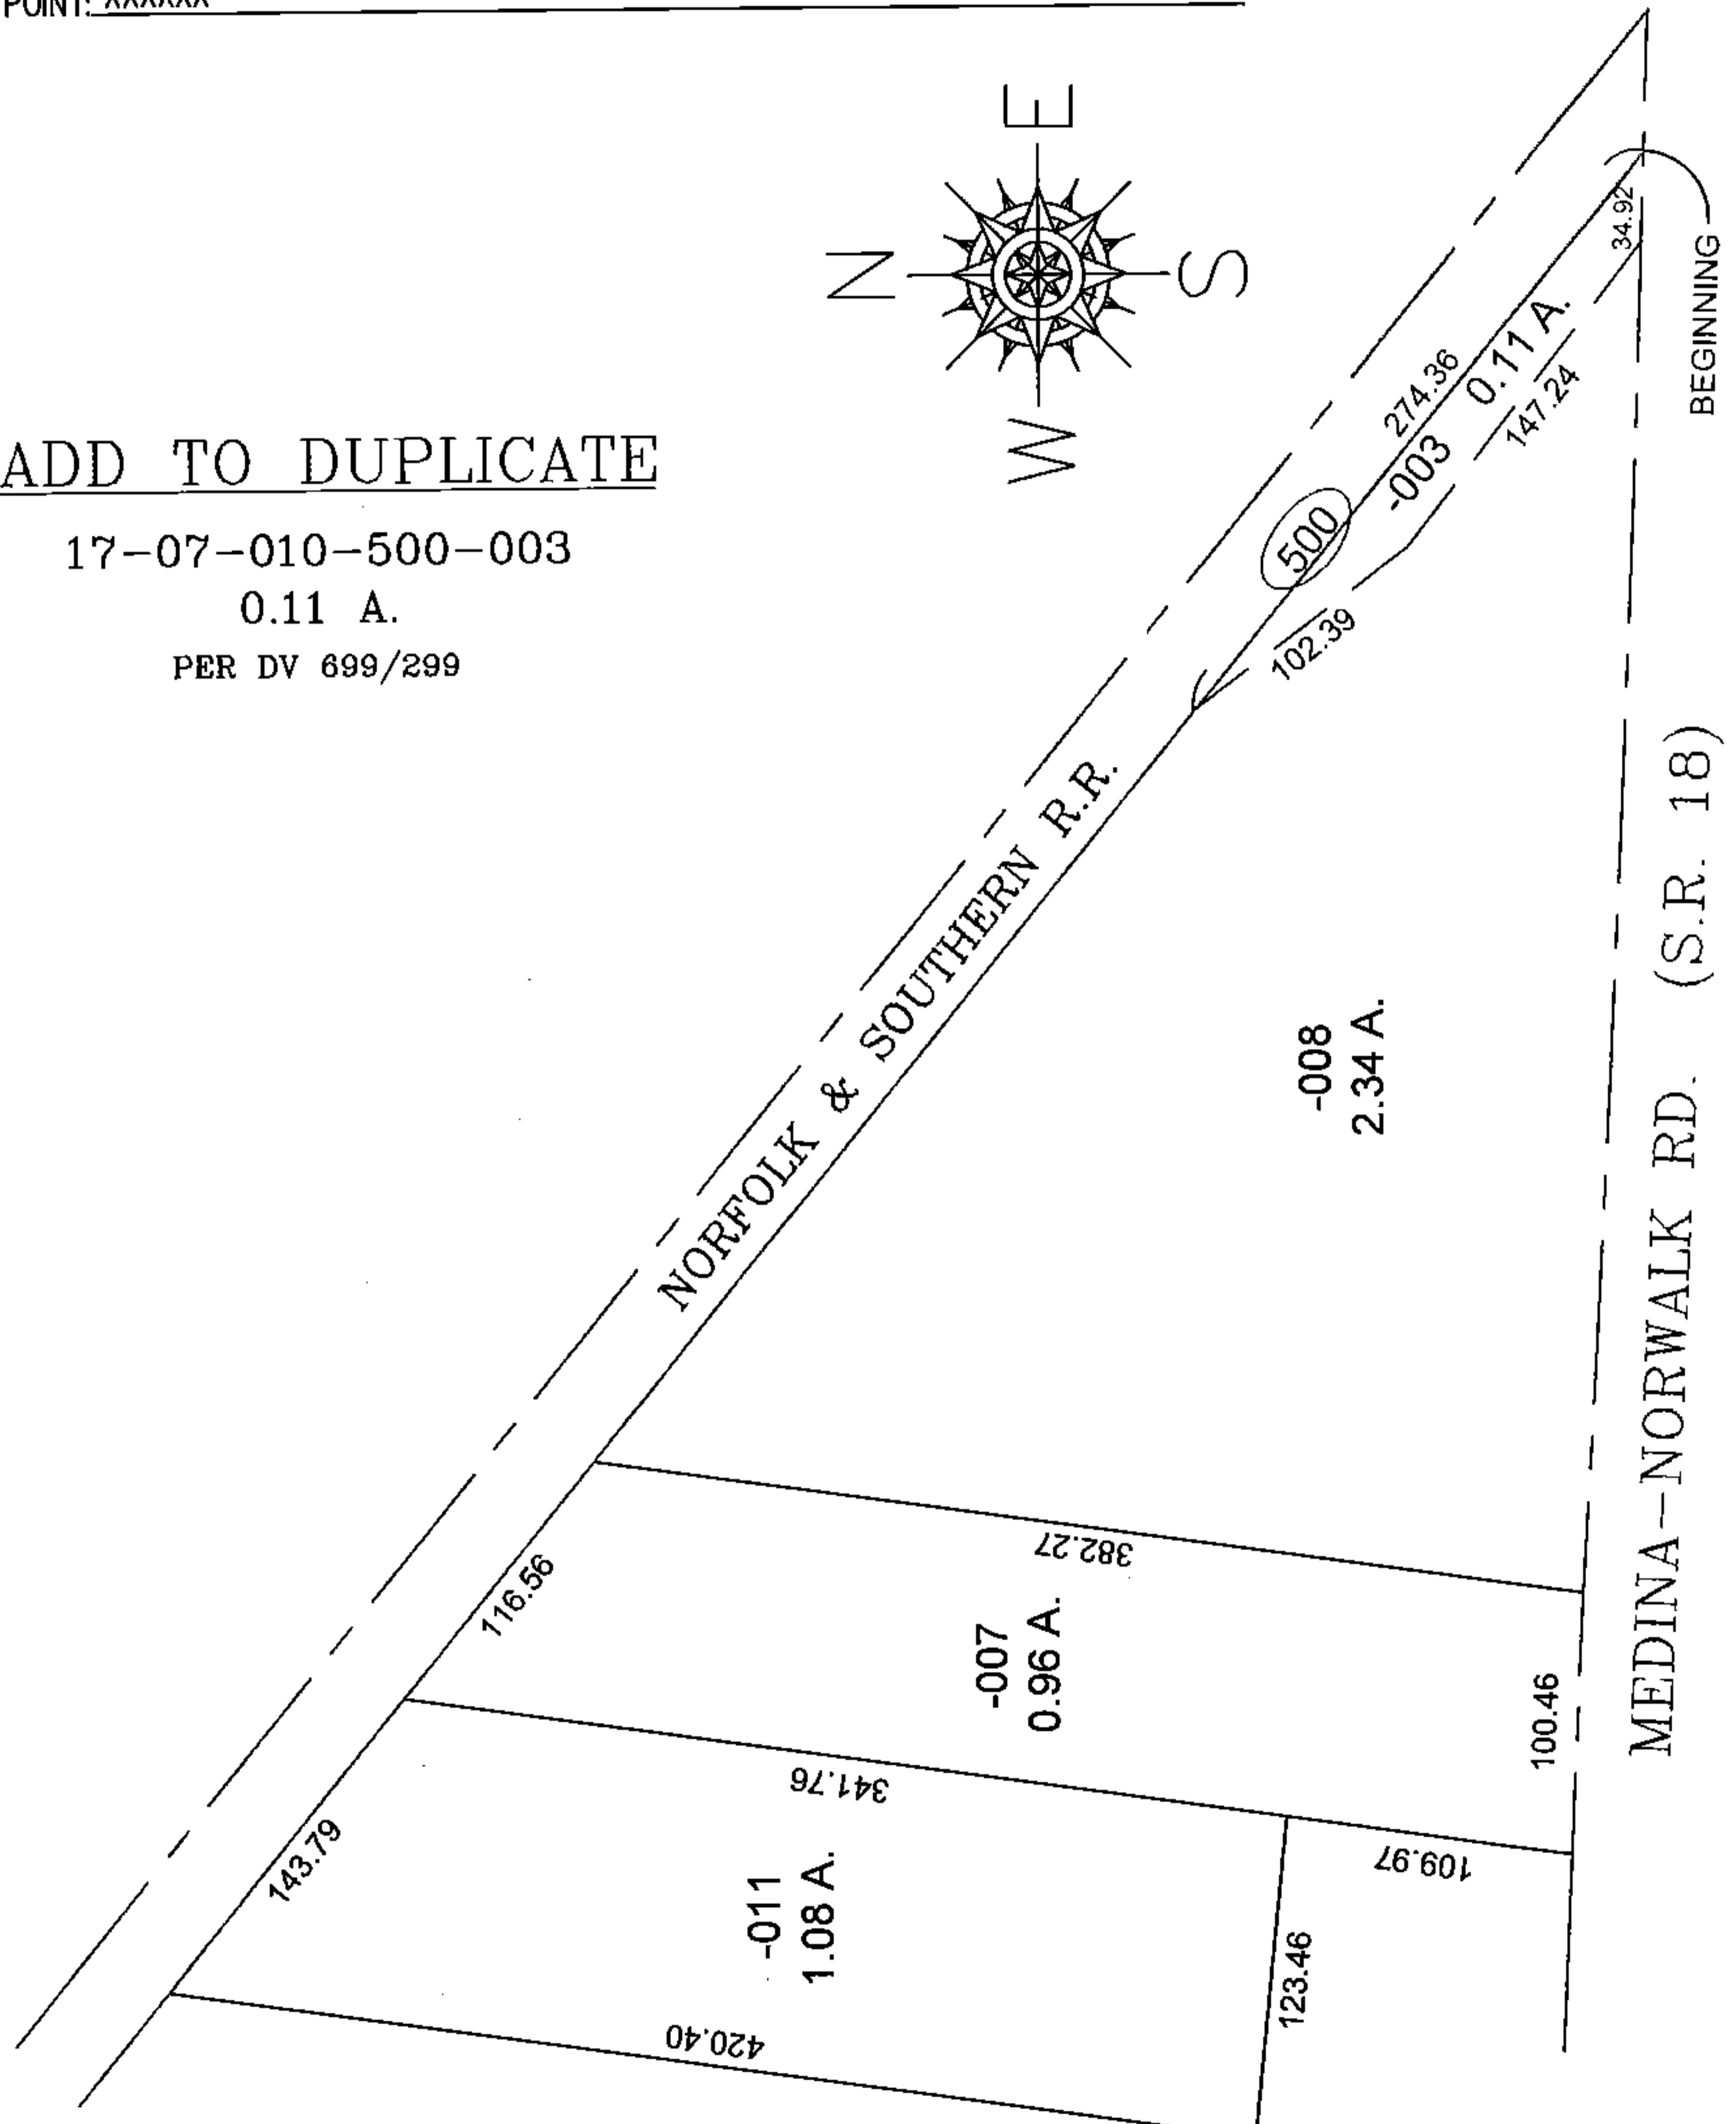 POINT: XXXXXX
N
E
W
S
ADD TO DUPLICATE
17-07-010-500-003
0.11 A.
PER DV 699/299
34.92
BEGINNING
274.36
0.11 A.
-003
147.24
500
102.39
NORFOLK & SOUTHERN R.R.
-008
2.34 A.
MEDINA-NORWALK RD. (S.R. 18)
382.27
116.56
-007
0.96 A.
100.46
341.76
109.97
143.79
-011
1.08 A.
123.46
420.40